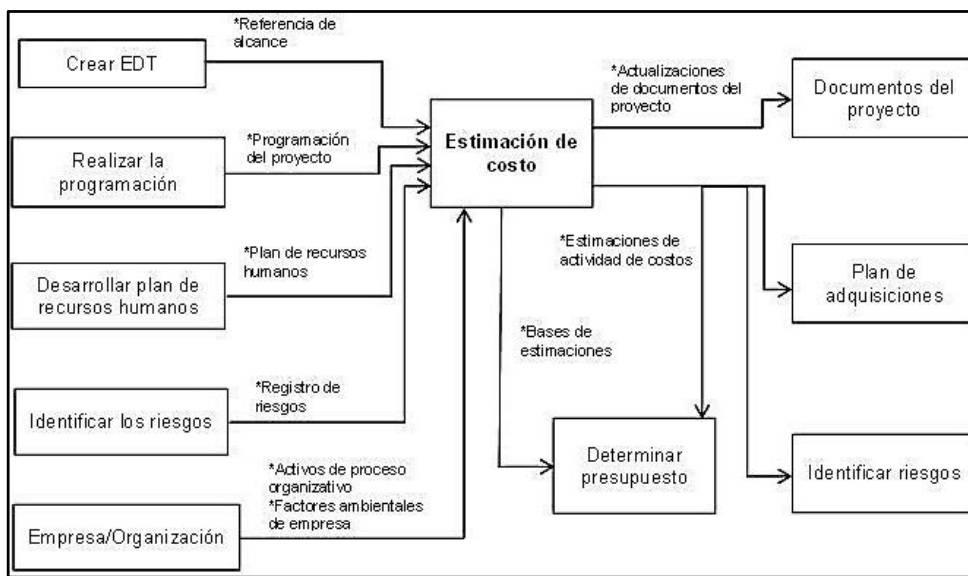 *Referencia de
alcance
Crear EDT
*Actualizaciones
de documentos del
proyecto
Documentos del
proyecto
Estimación de
costo
*Programación
del proyecto
Realizar la
programación
*Plan de recursos
humanos
Desarrollar plan de
recursos humanos
*Estimaciones de
actividad de costos
Plan de
adquisiciones
*Bases de
estimaciones
*Registro de
riesgos
Identificar los riesgos
Determinar
presupuesto
Identificar riesgos
*Activos de proceso
organizativo
*Factores ambientales
de empresa
Empresa/Organización